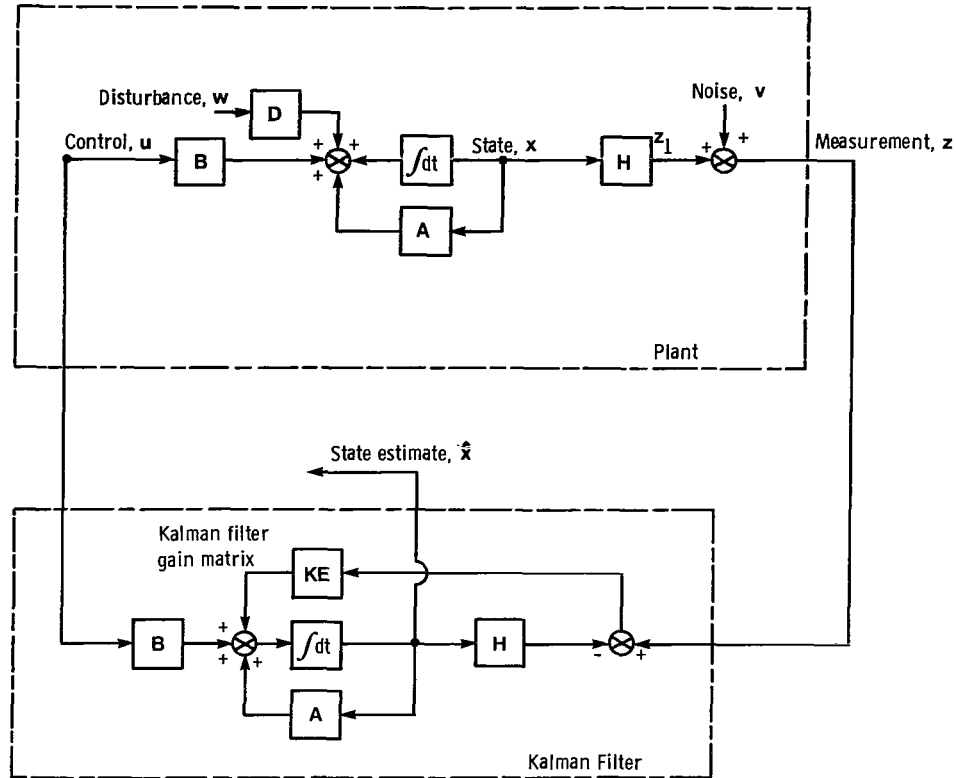 Disturbance, w
D
Noise, v
Control, u
B
+
+
+
∫dt
State, x
H
z1
+
+
Measurement, z
A
Plant
State estimate, x̂
Kalman filter
gain matrix
KE
B
+
+
+
∫dt
H
-
+
A
Kalman Filter